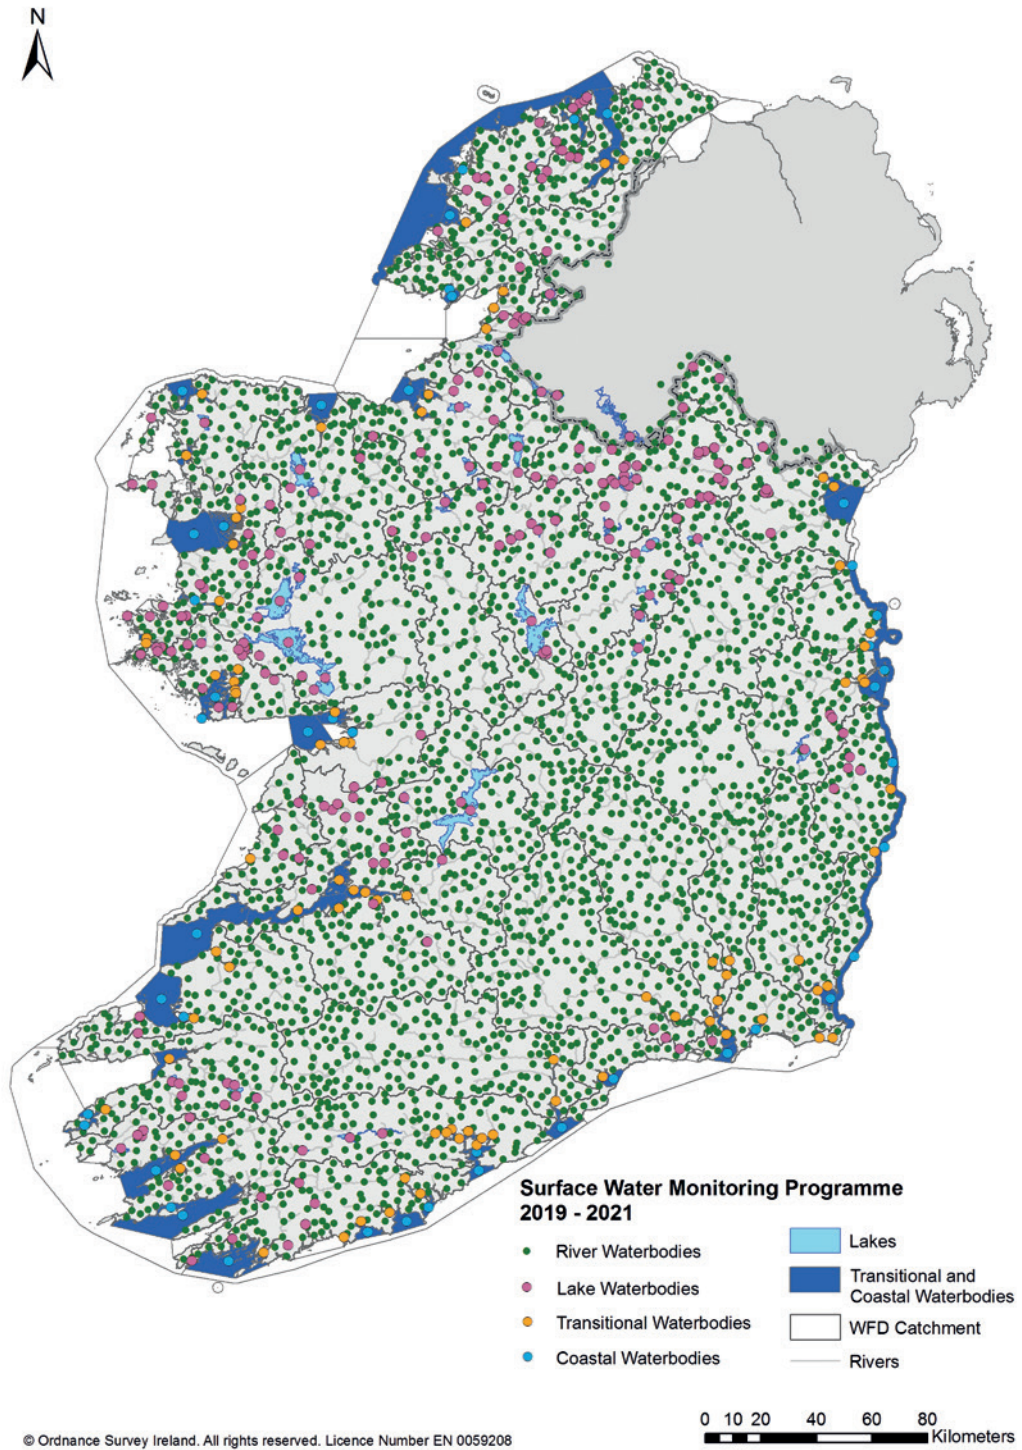 N
Surface Water Monitoring Programme
2019 - 2021
River Waterbodies
Lake Waterbodies
Transitional Waterbodies
Coastal Waterbodies
Lakes
Transitional and
Coastal Waterbodies
WFD Catchment
Rivers
0 10 20 40 60 80
Kilometers
© Ordnance Survey Ireland. All rights reserved. Licence Number EN 0059208